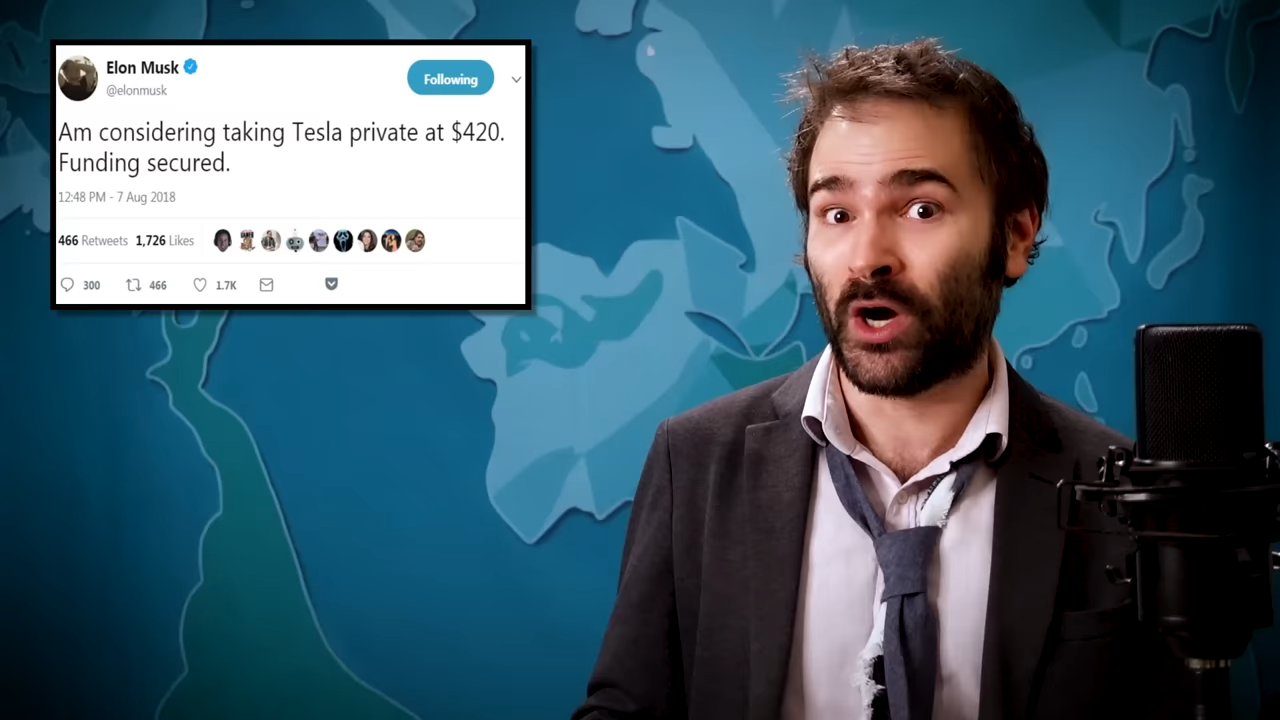 Elon Musk
@elonmusk
Following
Am considering taking Tesla private at $420.
Funding secured.
12:48 PM - 7 Aug 2018
466 Retweets 1,726 Likes
300 466 1.7K